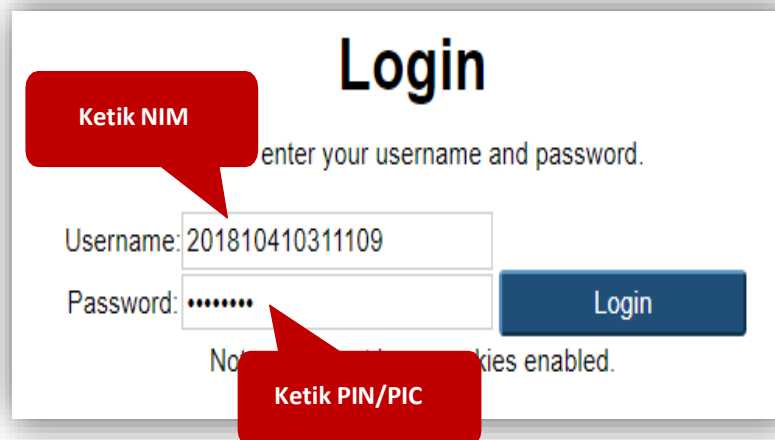 Login
Ketik NIM
enter your username and password.
Username: 201810410311109
Password: ••••••••
Login
kies enabled.
Ketik PIN/PIC